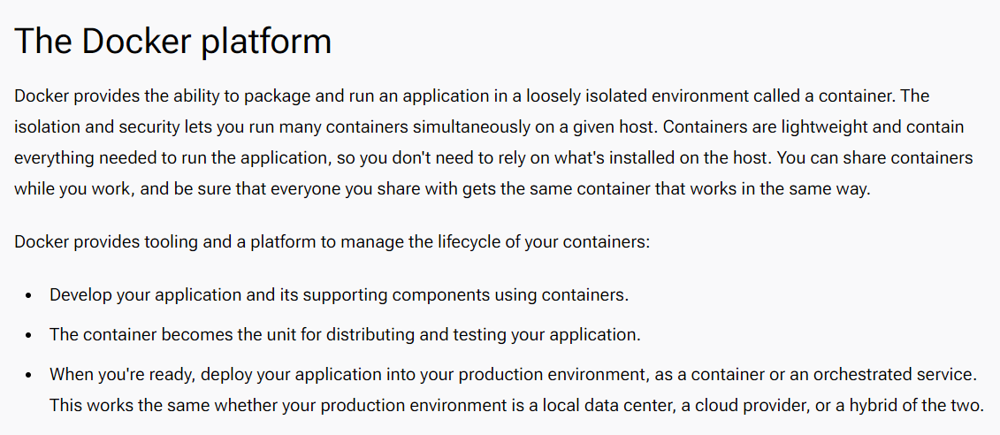 The Docker platform
Docker provides the ability to package and run an application in a loosely isolated environment called a container. The
isolation and security lets you run many containers simultaneously on a given host. Containers are lightweight and contain
everything needed to run the application, so you don't need to rely on what's installed on the host. You can share containers
while you work, and be sure that everyone you share with gets the same container that works in the same way.
Docker provides tooling and a platform to manage the lifecycle of your containers:
• Develop your application and its supporting components using containers.
• The container becomes the unit for distributing and testing your application.
• When you're ready, deploy your application into your production environment, as a container or an orchestrated service.
This works the same whether your production environment is a local data center, a cloud provider, or a hybrid of the two.